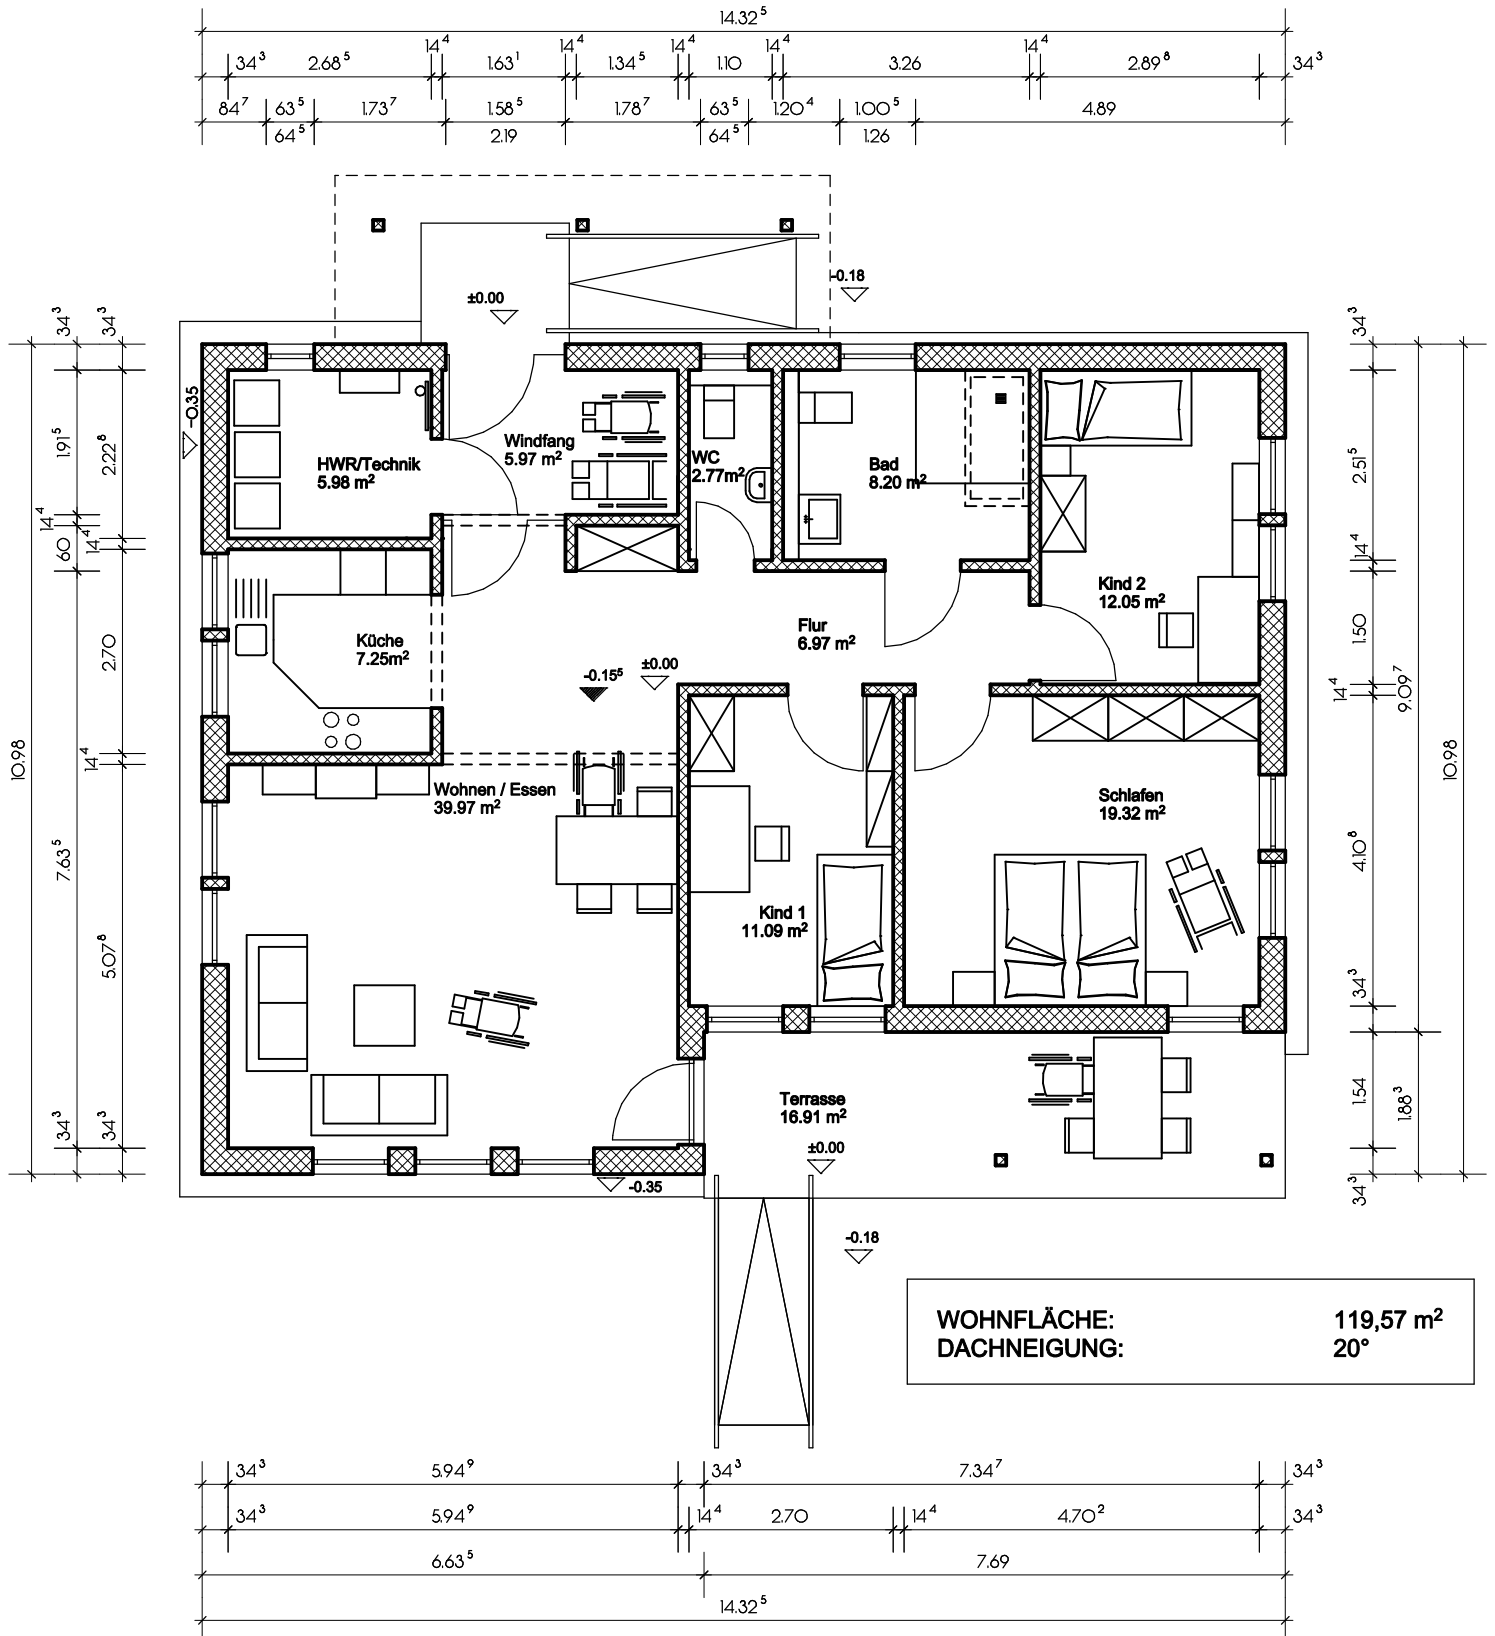 14.32⁵
14⁴ 14⁴ 14⁴ 14⁴ 14⁴
34³ 2.68⁵ 1.63¹ 1.34⁵ 1.10 3.26 2.89⁸ 34³
84⁷ 63⁵ 1.73⁷ 1.58⁵ 1.78⁷ 63⁵ 1.20⁴ 1.00⁵ 4.89
64⁵ 2.19 64⁵ 1.26
-0.18
±0.00
34³ 34³
34³
-0.35
1.91⁵
2.22⁸
14⁴
60
14⁴
2.70
14⁴
10.98
7.63⁵
5.07⁸
34³ 34³
HWR/Technik
5.98 m²
Windfang
5.97 m²
WC
2.77m²
Bad
8.20 m²
Kind 2
12.05 m²
Küche
7.25m²
Flur
6.97 m²
-0.15⁵
±0.00
Wohnen / Essen
39.97 m²
Schlafen
19.32 m²
Kind 1
11.09 m²
Terrasse
16.91 m²
±0.00
-0.35
-0.18
2.51⁵
14⁴
1.50
14⁴
9.09⁷
10.98
4.10⁸
34³
1.54
1.88³
34³
WOHNFLÄCHE: 119,57 m²
DACHNEIGUNG: 20°
34³ 5.94⁹ 34³ 7.34⁷ 34³
34³ 5.94⁹ 14⁴ 2.70 14⁴ 4.70² 34³
6.63⁵ 7.69
14.32⁵